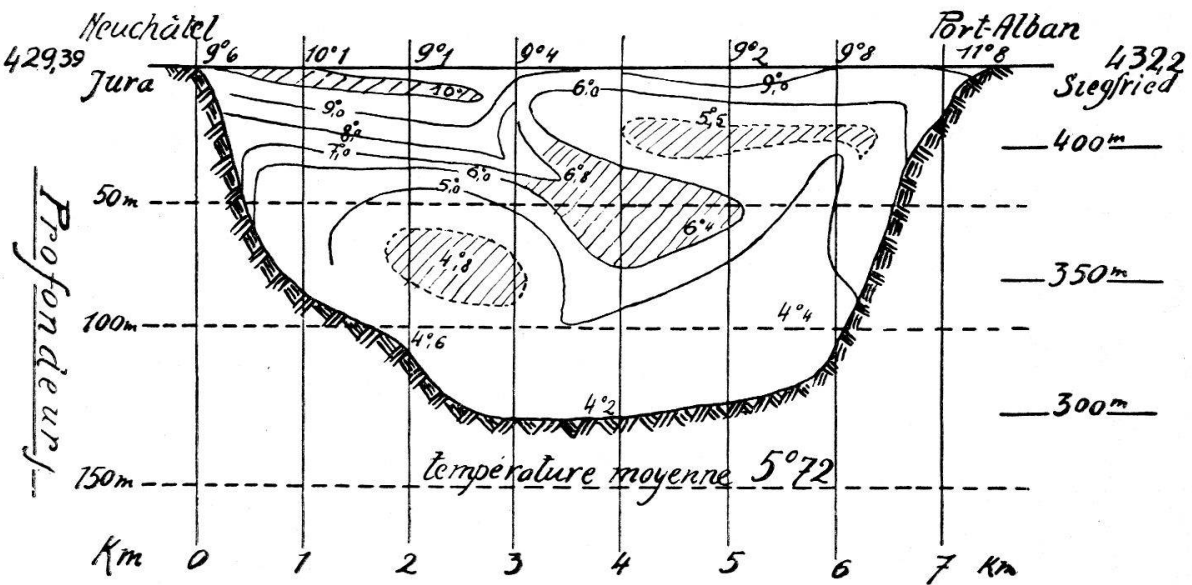 Neuchâtel Port-Alban
9°6 10°1 9°1 9°4 9°2 9°8 11°8
429,39 432,2
Jura Siegfried
10°
6°,0 9°,0
9°,0
5°,5
8°,0
400m
7°,0
6°,0 6°8
5°,0
50m
6°4
4°,8
350m
4°4
100m
4°,6
4°2
300m
température moyenne 5°72
150m
Profondeurs
Km 0 1 2 3 4 5 6 7 Km